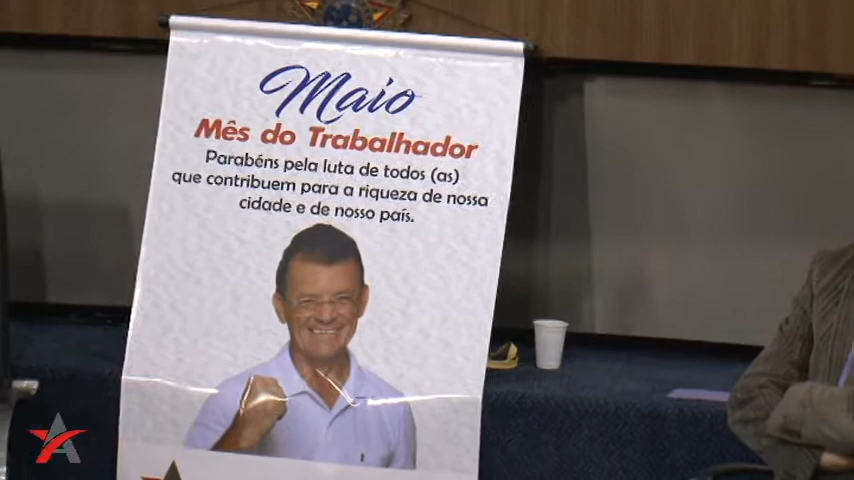 Maio
Mês do Trabalhador
Parabéns pela luta de todos (as)
que contribuem para a riqueza de nossa
cidade e de nosso país.